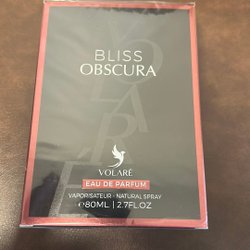 BLISS
OBSCURA
VOLARÉ
EAU DE PARFUM
VAPORISATEUR · NATURAL SPRAY
℮80ML | 2.7FL.OZ